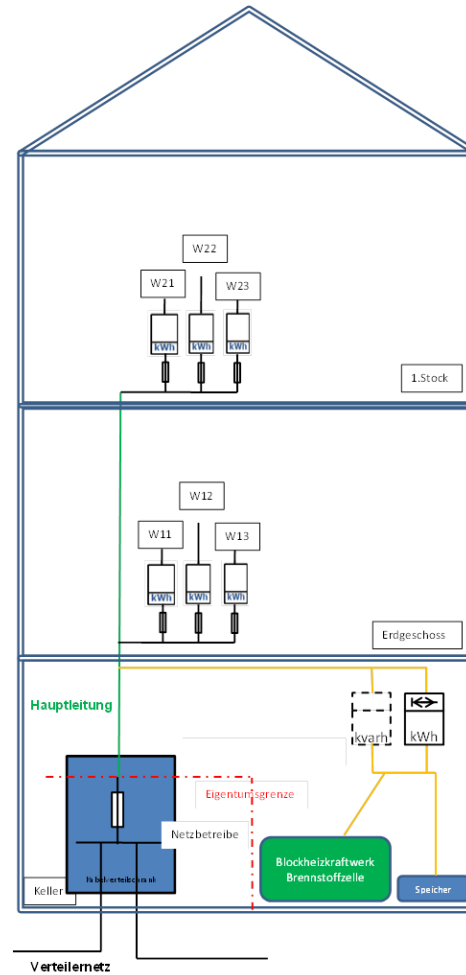 W22
W21
W23
kWh
kWh
kWh
1.Stock
W12
W11
W13
kWh
kWh
kWh
Erdgeschoss
Hauptleitung
kvarh
kWh
Eigentumsgrenze
Netzbetreibe
Blockheizkraftwerk
Brennstoffzelle
Speicher
Keller
Verteilernetz